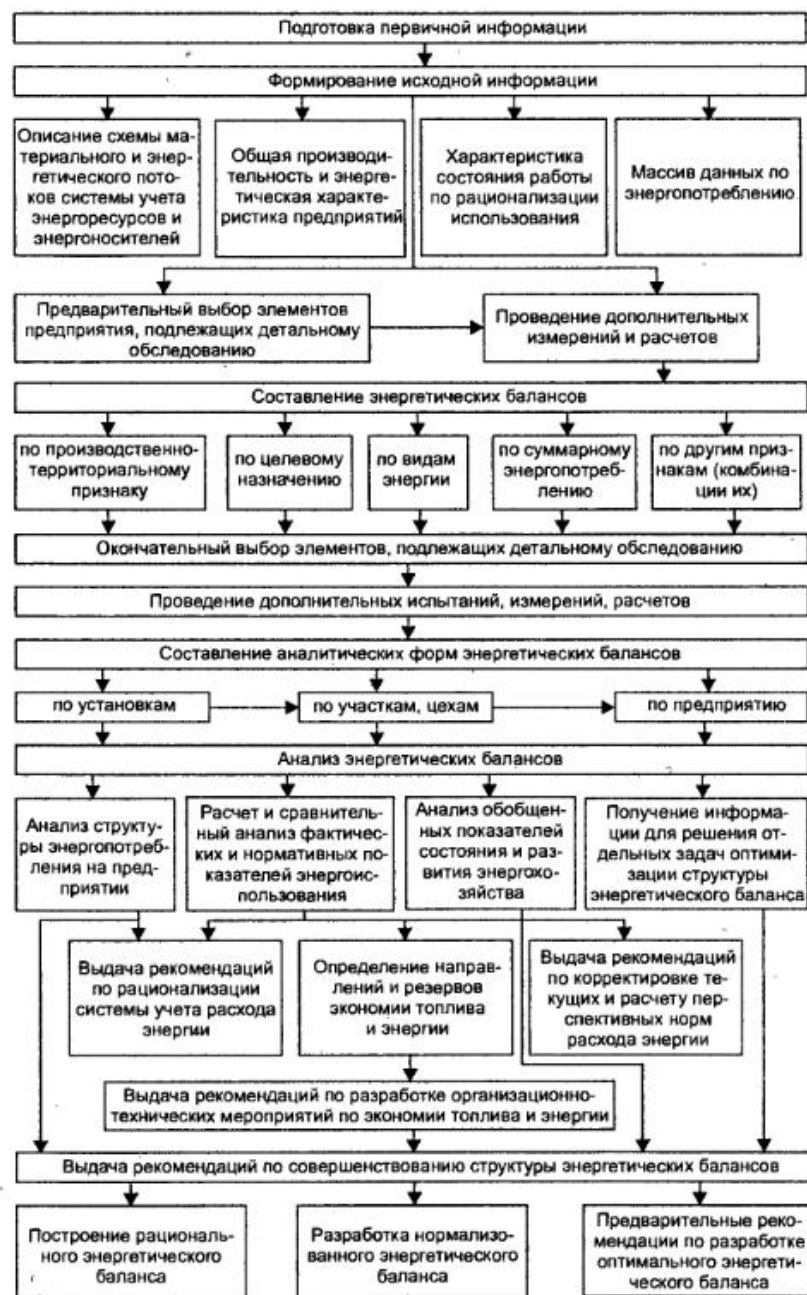 Подготовка первичной информации
Формирование исходной информации
Описание схемы ма-
териального и энер-
гетического пото-
ков системы учета
энергоресурсов и
энергоносителей
Общая производи-
тельность и энерге-
тическая характе-
ристика предприятий
Характеристика
состояния работы
по рационализации
использования
Массив данных по
энергопотреблению
Предварительный выбор элементов
предприятия, подлежащих детальному
обследованию
Проведение дополнительных
измерений и расчетов
Составление энергетических балансов
по производственно-
территориальному
признаку
по целевому
назначению
по видам
энергии
по суммарному
энергопотреб-
лению
по другим приз-
накам (комбина-
ции их)
Окончательный выбор элементов, подлежащих детальному обследованию
Проведение дополнительных испытаний, измерений, расчетов
Составление аналитических форм энергетических балансов
по установкам
по участкам, цехам
по предприятию
Анализ энергетических балансов
Анализ структу-
ры энергопотреб-
ления на пред-
приятии
Расчет и сравнитель-
ный анализ фактичес-
ких и нормативных по-
казателей энергоис-
пользования
Анализ обобщен-
ных показателей
состояния и раз-
вития энергохо-
зяйства
Получение информа-
ции для решения от-
дельных задач оптими-
зации структуры
энергетического баланса
Выдача рекомендаций
по рационализации
системы учета расхода
энергии
Определение направ-
лений и резервов
экономии топлива
и энергии
Выдача рекомендаций
по корректировке те-
кущих и расчету пер-
спективных норм
расхода энергии
Выдача рекомендаций по разработке организационно-
технических мероприятий по экономии топлива и энергии
Выдача рекомендаций по совершенствованию структуры энергетических балансов
Построение рациональ-
ного энергетического
баланса
Разработка нормализо-
ванного энергетического
баланса
Предварительные реко-
мендации по разработке
оптимального энергети-
ческого баланса